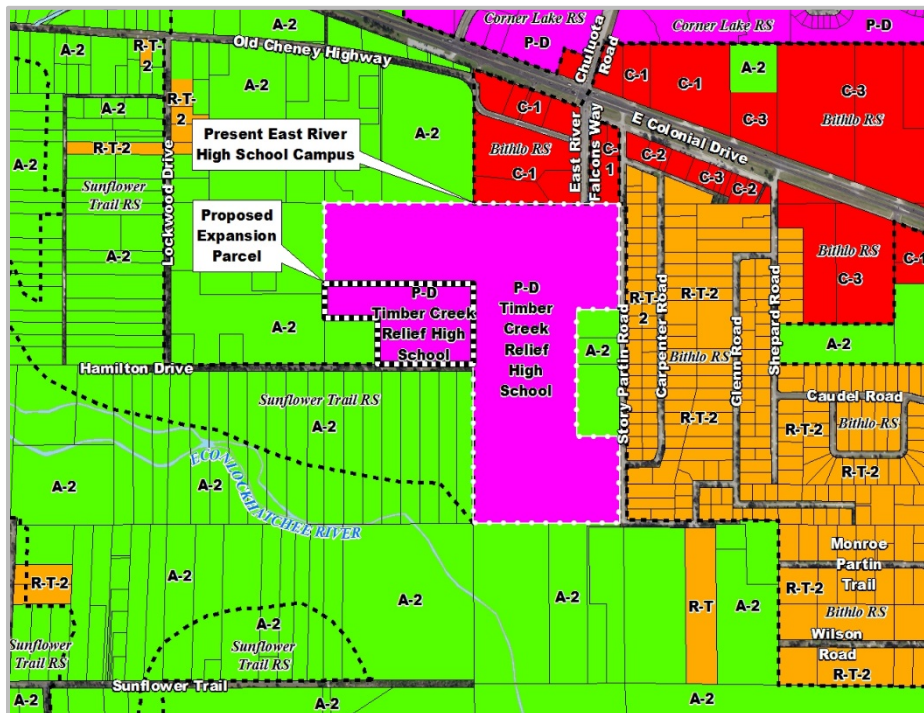 Corner Lake RS
Corner Lake RS
P-D
P-D
A-2
R-T-
2
A-2
Old Cheney Highway
Chuluota
Road
C-1
C-1
A-2
C-3
Bithlo RS
C-3
E Colonial Drive
A-2
R-T-
2
A-2
C-1
Present East River
High School Campus
A-2
Bithlo RS
C-1
East River
Falcons Way
C-
1
C-2
C-3
C-2
R-T-2
Sunflower
Trail RS
Lockwood Drive
Proposed
Expansion
Parcel
A-2
A-2
Bithlo RS
C-3
C-1
P-D
Timber Creek
Relief High
School
P-D
Timber
Creek
Relief
High
School
R-T-
2
R-T-2
A-2
A-2
Story Partin Road
Carpenter Road
Bithlo RS
Glenn Road
Shepard Road
A-2
Hamilton Drive
Sunflower Trail RS
A-2
Caudel Road
Bithlo RS
R-T-2
R-T-2
R-T-2
ECONLOCKHATCHEE RIVER
A-2
A-2
A-2
Monroe
Partin
Trail
R-T-2
A-2
R-T-2
A-2
A-2
R-T
A-2
Bithlo RS
Wilson
Road
R-T-2
Sunflower
Trail RS
A-2
Sunflower
Trail RS
Sunflower Trail
A-2
A-2
A-2